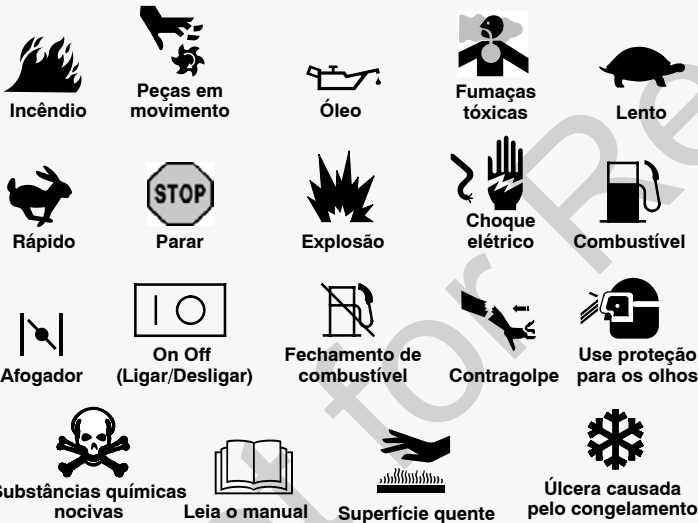 Incêndio
Peças em
movimento
Óleo
Fumaças
tóxicas
Lento
Rápido
STOP
Parar
Explosão
Choque
elétrico
Combustível
Afogador
On Off
(Ligar/Desligar)
Fechamento de
combustível
Contragolpe
Use proteção
para os olhos
Substâncias químicas
nocivas
Leia o manual
Superfície quente
Úlcera causada
pelo congelamento
for Re